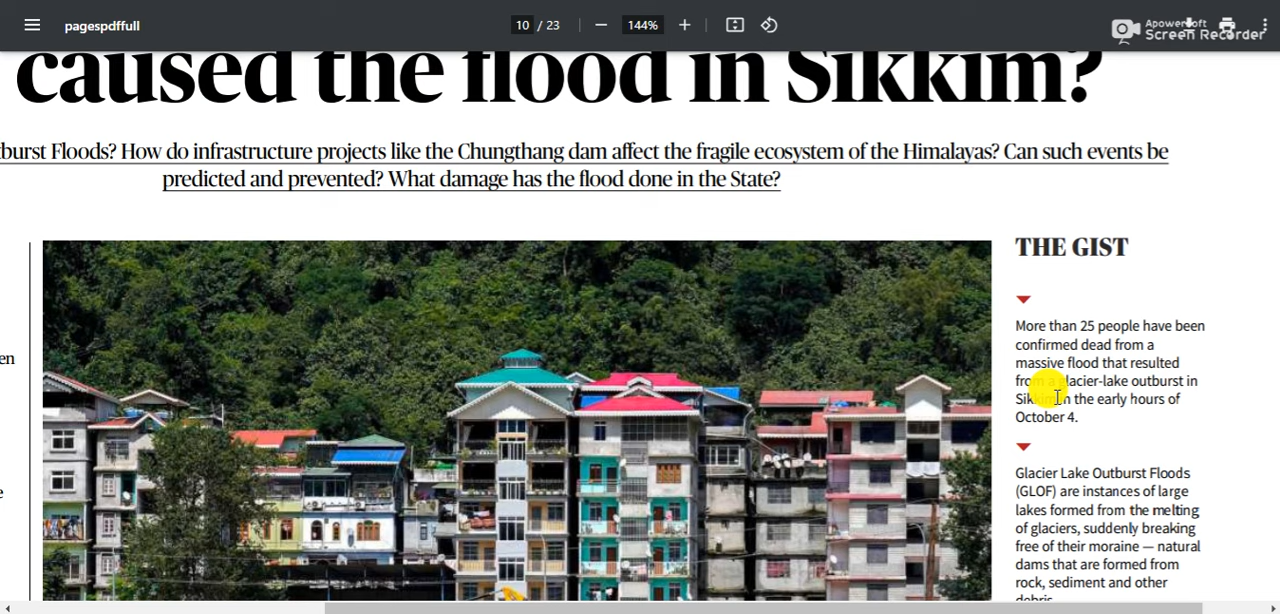 pagespdffull
10 / 23
144%
Apowersoft
Screen Recorder
caused the flood in Sikkim?
burst Floods? How do infrastructure projects like the Chungthang dam affect the fragile ecosystem of the Himalayas? Can such events be
predicted and prevented? What damage has the flood done in the State?
THE GIST
en
e
More than 25 people have been
confirmed dead from a
massive flood that resulted
from a glacier-lake outburst in
Sikkim in the early hours of
October 4.
Glacier Lake Outburst Floods
(GLOF) are instances of large
lakes formed from the melting
of glaciers, suddenly breaking
free of their moraine — natural
dams that are formed from
rock, sediment and other
debris